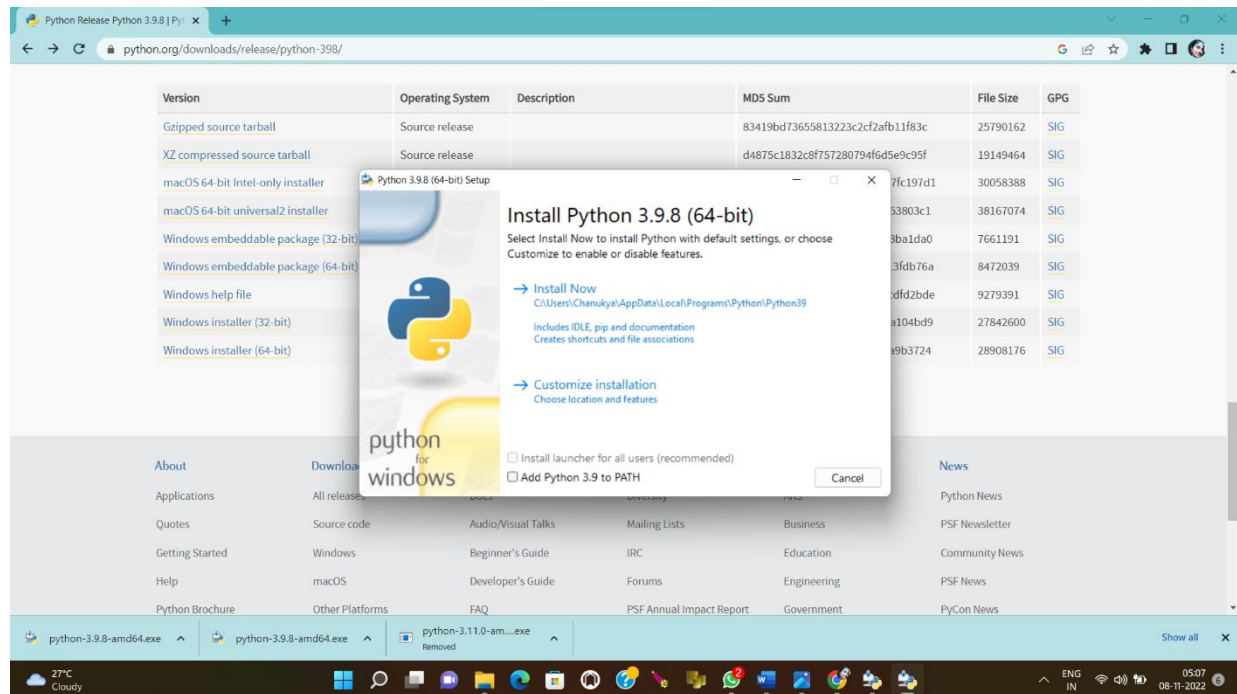 Python Release Python 3.9.8 | Pyt
python.org/downloads/release/python-398/
Version Operating System Description MD5 Sum File Size GPG
Gzipped source tarball Source release 83419bd73655813223c2cf2afb11f83c 25790162 SIG
XZ compressed source tarball Source release d4875c1832c8f757280794f6d5e9c95f 19149464 SIG
macOS 64-bit Intel-only installer 7fc197d1 30058388 SIG
macOS 64-bit universal2 installer 53803c1 38167074 SIG
Windows embeddable package (32-bit) 3ba1da0 7661191 SIG
Windows embeddable package (64-bit) 3fdb76a 8472039 SIG
Windows help file dfd2bde 9279391 SIG
Windows installer (32-bit) a104bd9 27842600 SIG
Windows installer (64-bit) a9b3724 28908176 SIG
Python 3.9.8 (64-bit) Setup
Install Python 3.9.8 (64-bit)
Select Install Now to install Python with default settings, or choose
Customize to enable or disable features.
Install Now
C:\Users\Chanukya\AppData\Local\Programs\Python\Python39
Includes IDLE, pip and documentation
Creates shortcuts and file associations
Customize installation
Choose location and features
Install launcher for all users (recommended)
Add Python 3.9 to PATH
Cancel
python
for
windows
About Downloa News
Applications All releases Docs Diversity Arts Python News
Quotes Source code Audio/Visual Talks Mailing Lists Business PSF Newsletter
Getting Started Windows Beginner's Guide IRC Education Community News
Help macOS Developer's Guide Forums Engineering PSF News
Python Brochure Other Platforms FAQ PSF Annual Impact Report Government PyCon News
python-3.9.8-amd64.exe python-3.9.8-amd64.exe python-3.11.0-am....exe Show all
Removed
27°C
Cloudy
ENG
IN
05:07
08-11-2022
6